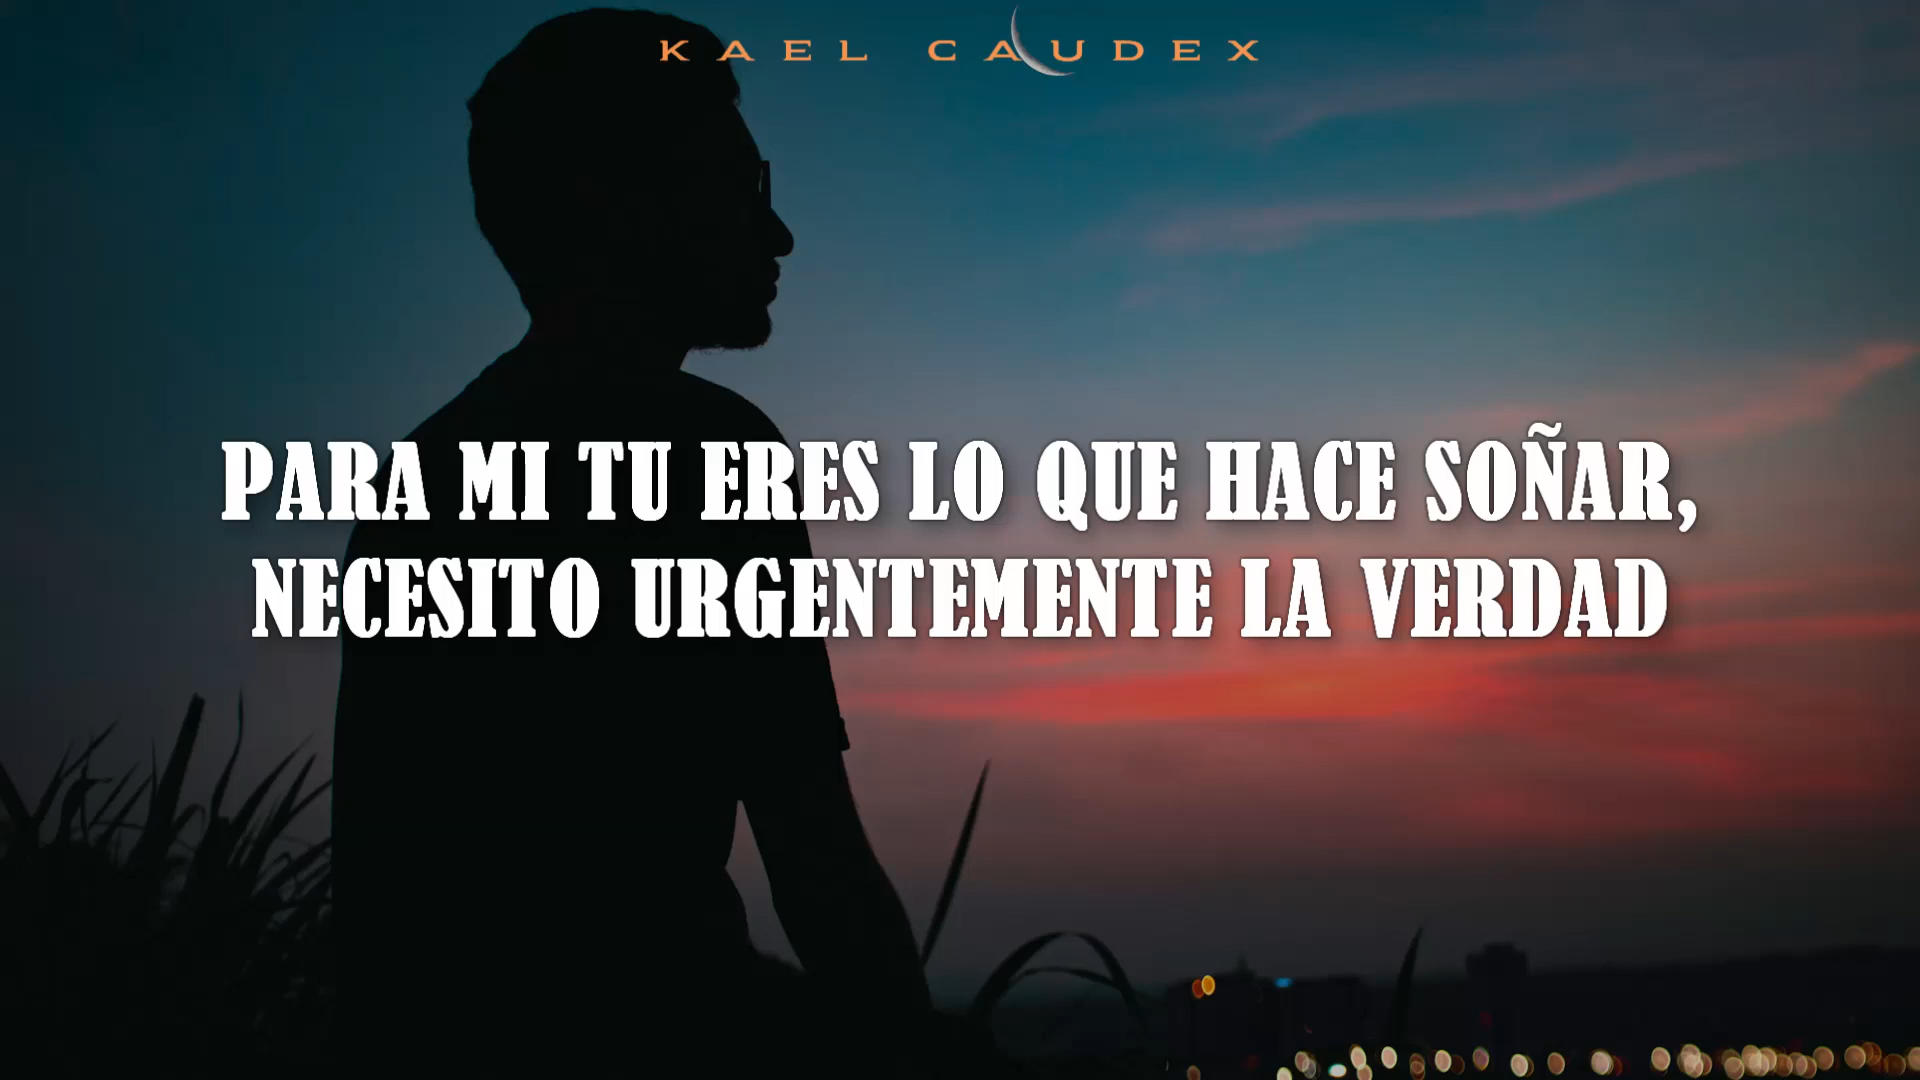 KAEL CAUDEX
PARA MI TU ERES LO QUE HACE SOÑAR,
NECESITO URGENTEMENTE LA VERDAD